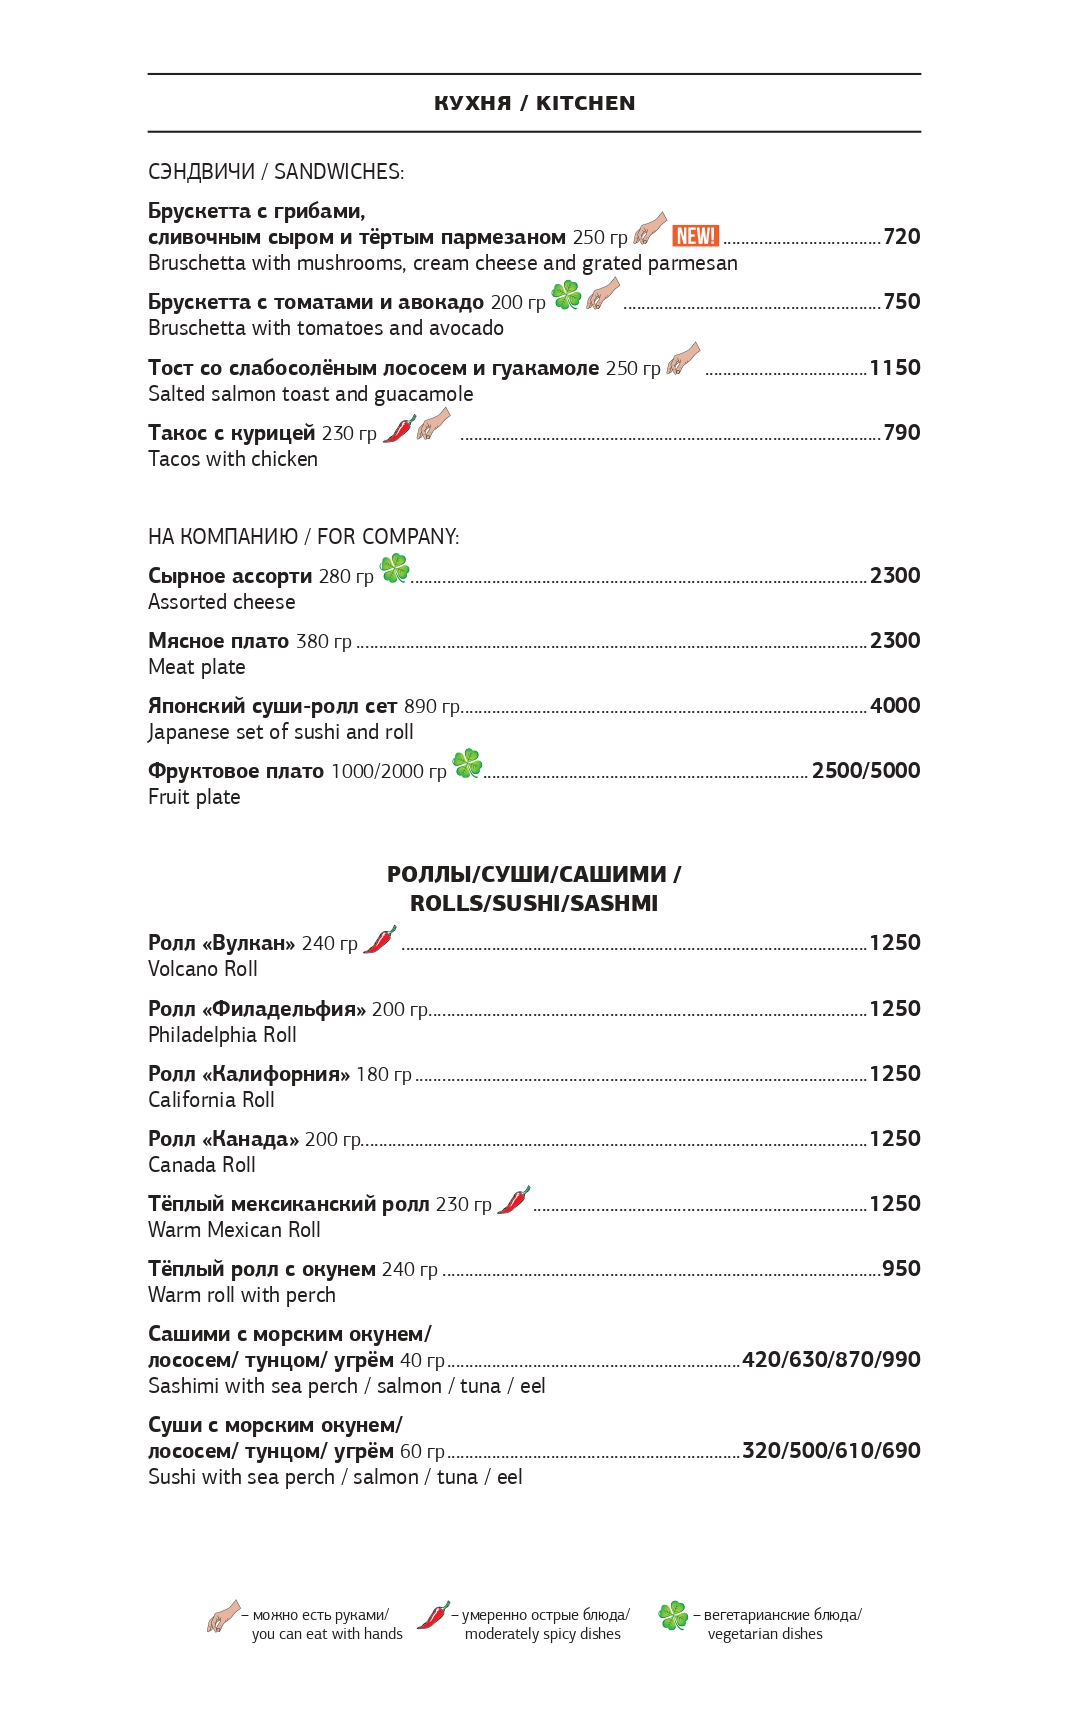 КУХНЯ / KITCHEN
СЭНДВИЧИ / SANDWICHES:
Брускетта с грибами,
сливочным сыром и тёртым пармезаном 250 гр NEW! ................................... 720
Bruschetta with mushrooms, cream cheese and grated parmesan
Брускетта с томатами и авокадо 200 гр ......................................................... 750
Bruschetta with tomatoes and avocado
Тост со слабосолёным лососем и гуакамоле 250 гр .................................... 1150
Salted salmon toast and guacamole
Такос с курицей 230 гр ............................................................................................. 790
Tacos with chicken
НА КОМПАНИЮ / FOR COMPANY:
Сырное ассорти 280 гр ..................................................................................................... 2300
Assorted cheese
Мясное плато 380 гр ................................................................................................................. 2300
Meat plate
Японский суши-ролл сет 890 гр.......................................................................................... 4000
Japanese set of sushi and roll
Фруктовое плато 1000/2000 гр ........................................................................ 2500/5000
Fruit plate
РОЛЛЫ/СУШИ/САШИМИ /
ROLLS/SUSHI/SASHMI
Ролл «Вулкан» 240 гр ....................................................................................................... 1250
Volcano Roll
Ролл «Филадельфия» 200 гр................................................................................................. 1250
Philadelphia Roll
Ролл «Калифорния» 180 гр .................................................................................................... 1250
California Roll
Ролл «Канада» 200 гр................................................................................................................ 1250
Canada Roll
Тёплый мексиканский ролл 230 гр .......................................................................... 1250
Warm Mexican Roll
Тёплый ролл с окунем 240 гр ................................................................................................. 950
Warm roll with perch
Сашими с морским окунем/
лососем/ тунцом/ угрём 40 гр................................................................. 420/630/870/990
Sashimi with sea perch / salmon / tuna / eel
Суши с морским окунем/
лососем/ тунцом/ угрём 60 гр................................................................. 320/500/610/690
Sushi with sea perch / salmon / tuna / eel
– можно есть руками/ – умеренно острые блюда/ – вегетарианские блюда/
you can eat with hands moderately spicy dishes vegetarian dishes